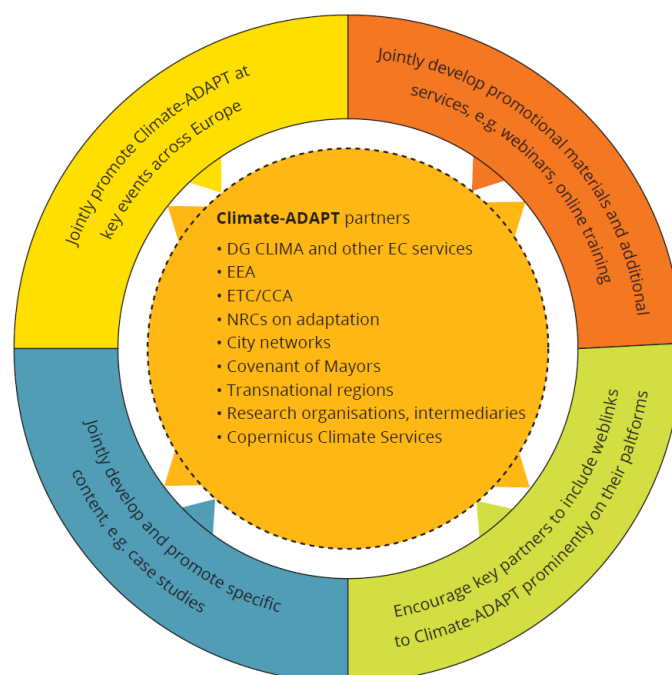 Jointly promote Climate-ADAPT at
key events across Europe
Jointly develop promotional materials and additional
services, e.g. webinars, online training
Climate-ADAPT partners
• DG CLIMA and other EC services
• EEA
• ETC/CCA
• NRCs on adaptation
• City networks
• Covenant of Mayors
• Transnational regions
• Research organisations, intermediaries
• Copernicus Climate Services
Jointly develop and promote specific
content, e.g. case studies
Encourage key partners to include weblinks
to Climate-ADAPT prominently on their paltforms